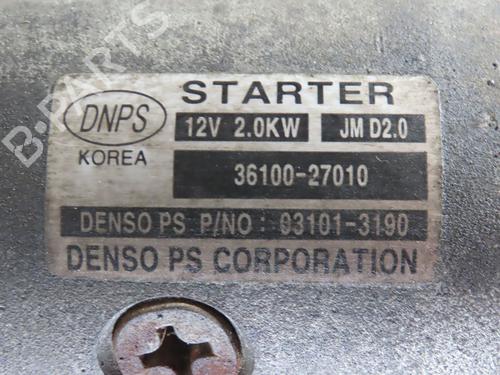 STARTER
DNPS
12V 2.0KW JM D2.0
KOREA
36100-27010
DENSO PS P/NO : 03101-3190
DENSO PS CORPORATION
B-PARTS